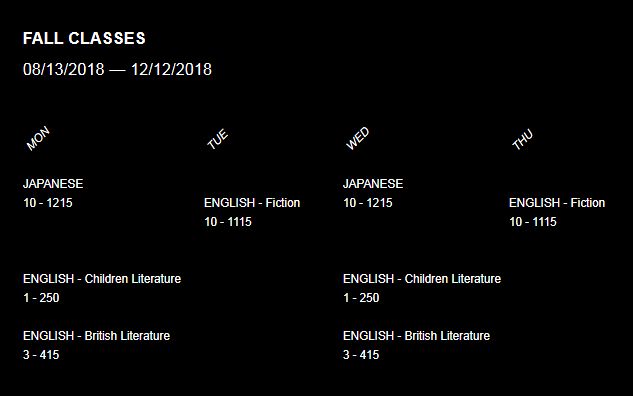 FALL CLASSES
08/13/2018 — 12/12/2018
MON TUE WED THU
JAPANESE JAPANESE
10 - 1215 ENGLISH - Fiction 10 - 1215 ENGLISH - Fiction
10 - 1115 10 - 1115
ENGLISH - Children Literature ENGLISH - Children Literature
1 - 250 1 - 250
ENGLISH - British Literature ENGLISH - British Literature
3 - 415 3 - 415